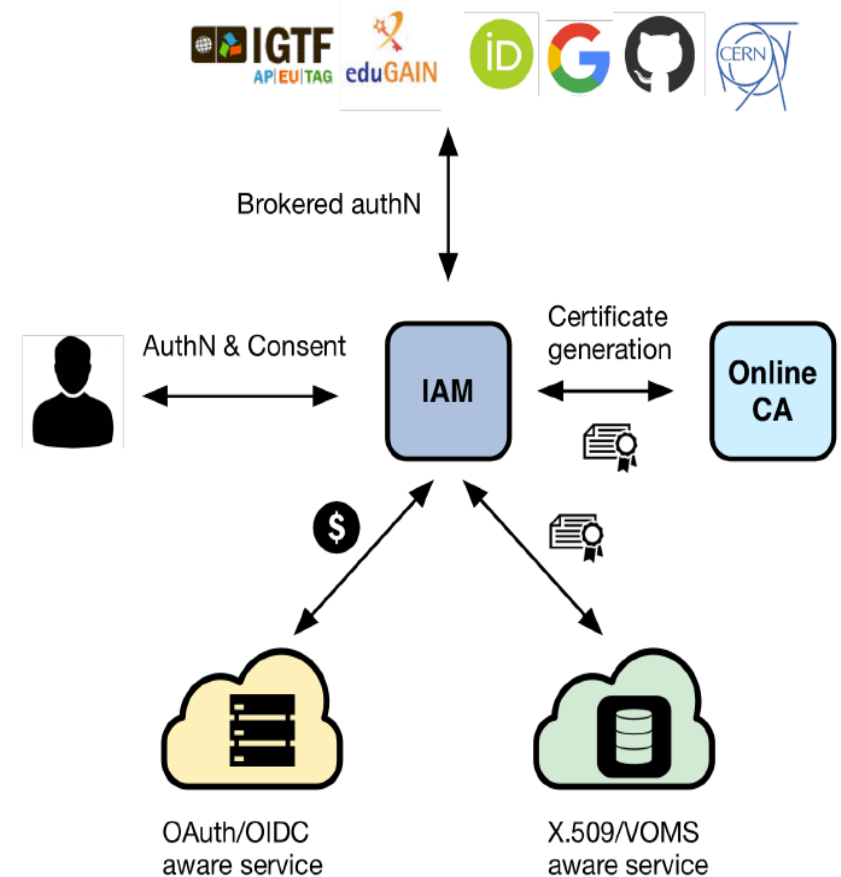 IGTF
AP|EU|TAG
eduGAIN
iD
G
CERN
Brokered authN
AuthN & Consent
IAM
Certificate
generation
Online
CA
$
OAuth/OIDC
aware service
X.509/VOMS
aware service